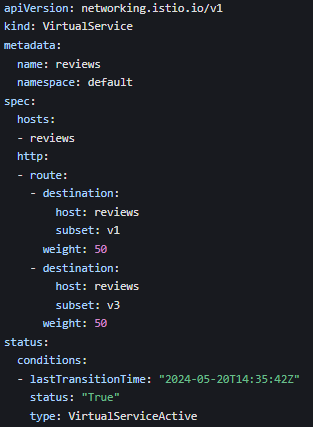 apiVersion: networking.istio.io/v1
kind: VirtualService
metadata:
  name: reviews
  namespace: default
spec:
  hosts:
  - reviews
  http:
  - route:
    - destination:
        host: reviews
        subset: v1
      weight: 50
    - destination:
        host: reviews
        subset: v3
      weight: 50
status:
  conditions:
  - lastTransitionTime: "2024-05-20T14:35:42Z"
    status: "True"
    type: VirtualServiceActive